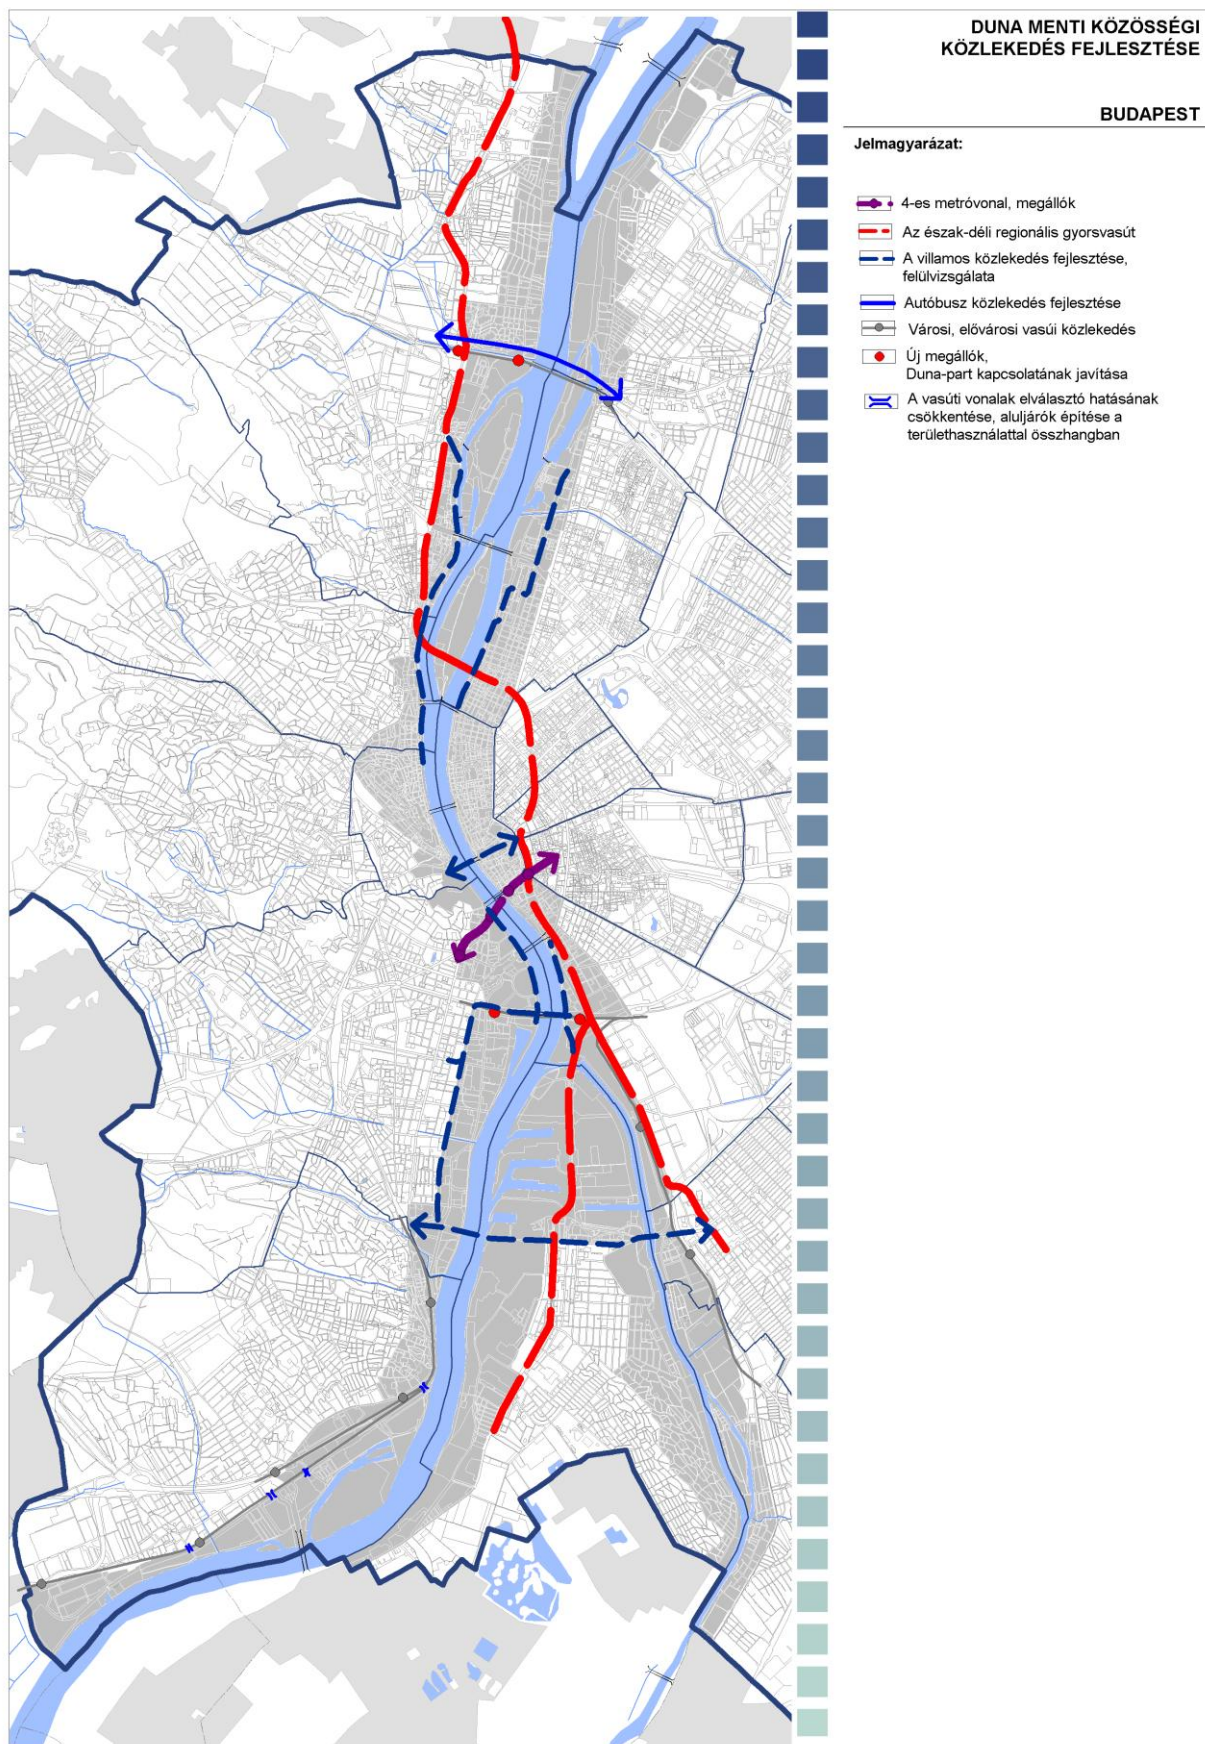 DUNA MENTI KÖZÖSSÉGI
KÖZLEKEDÉS FEJLESZTÉSE
BUDAPEST
Jelmagyarázat:
4-es metróvonal, megállók
Az észak-déli regionális gyorsvasút
A villamos közlekedés fejlesztése,
felülvizsgálata
Autóbusz közlekedés fejlesztése
Városi, elővárosi vasúi közlekedés
Új megállók,
Duna-part kapcsolatának javítása
A vasúti vonalak elválasztó hatásának
csökkentése, aluljárók építése a
területhasználattal összhangban